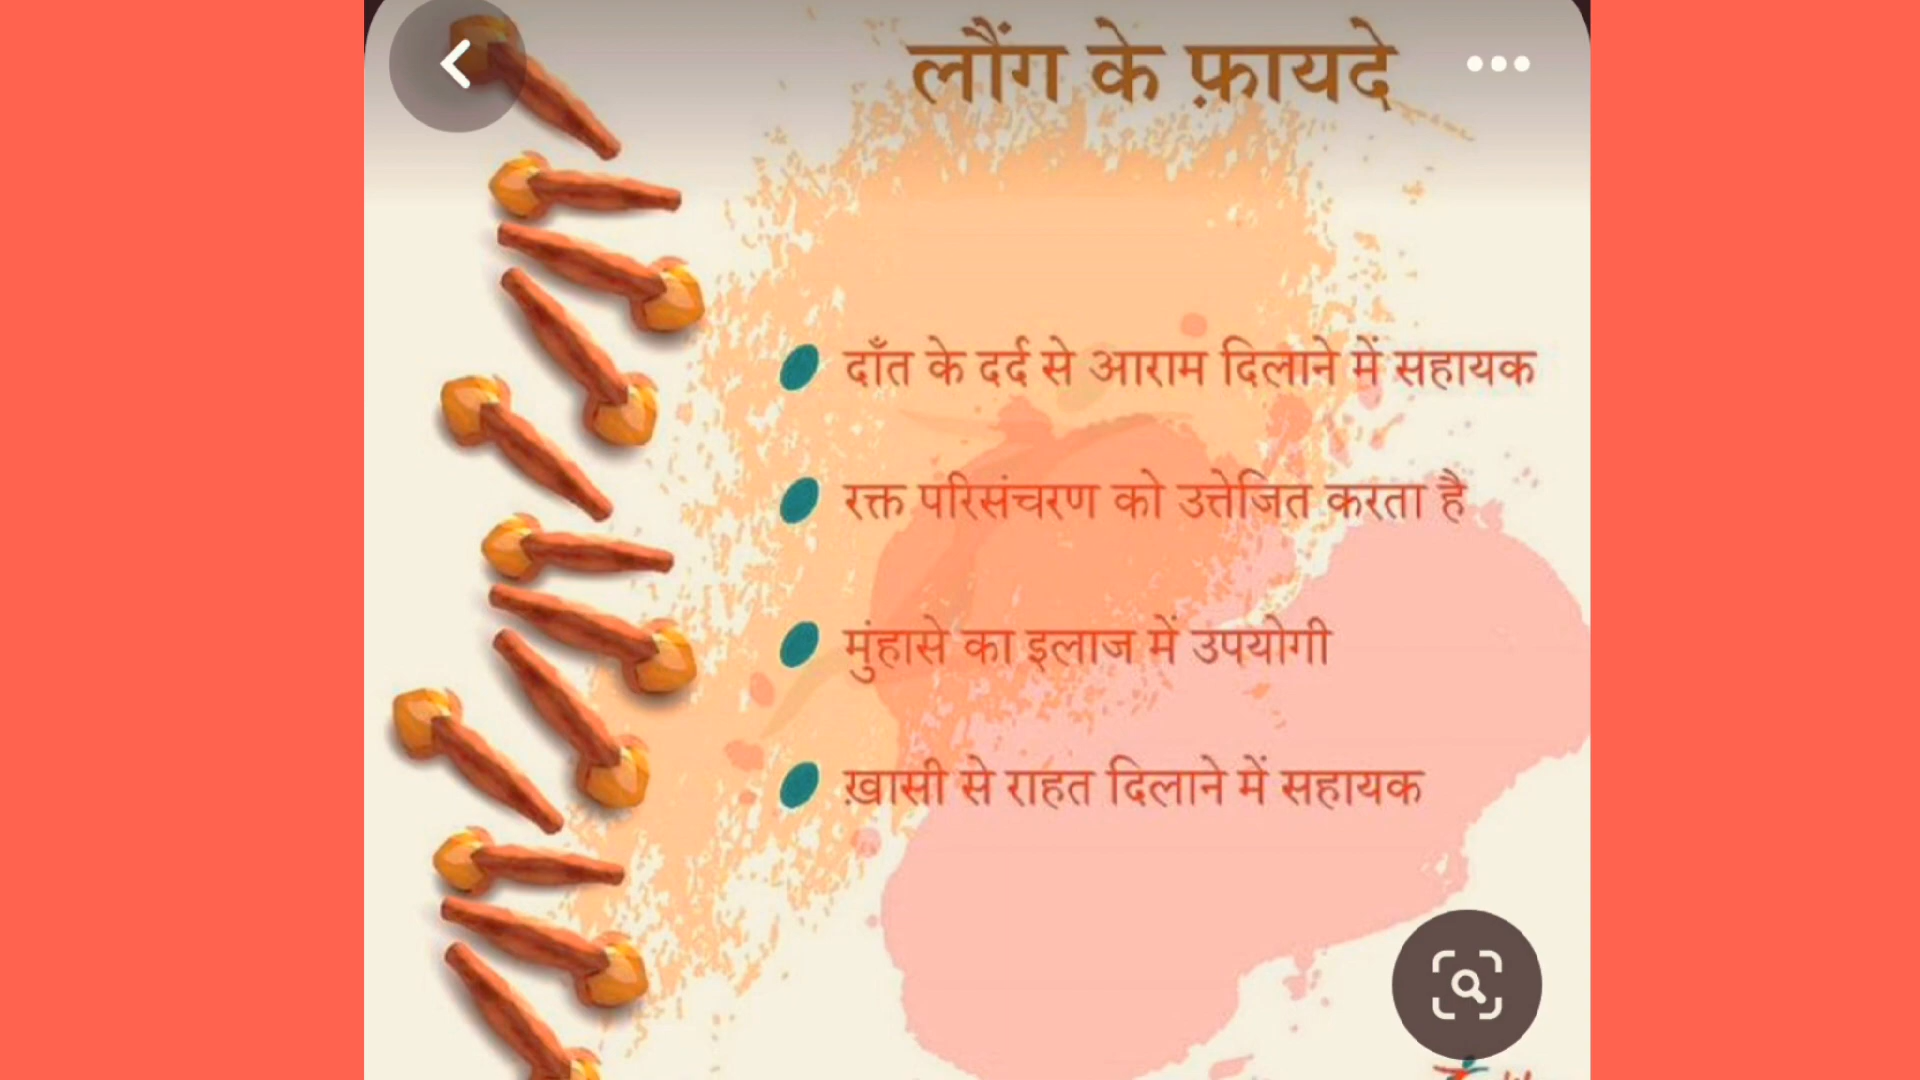 लौंग के फ़ायदे
दाँत के दर्द से आराम दिलाने में सहायक
रक्त परिसंचरण को उत्तेजित करता है
मुंहासे का इलाज में उपयोगी
ख़ासी से राहत दिलाने में सहायक